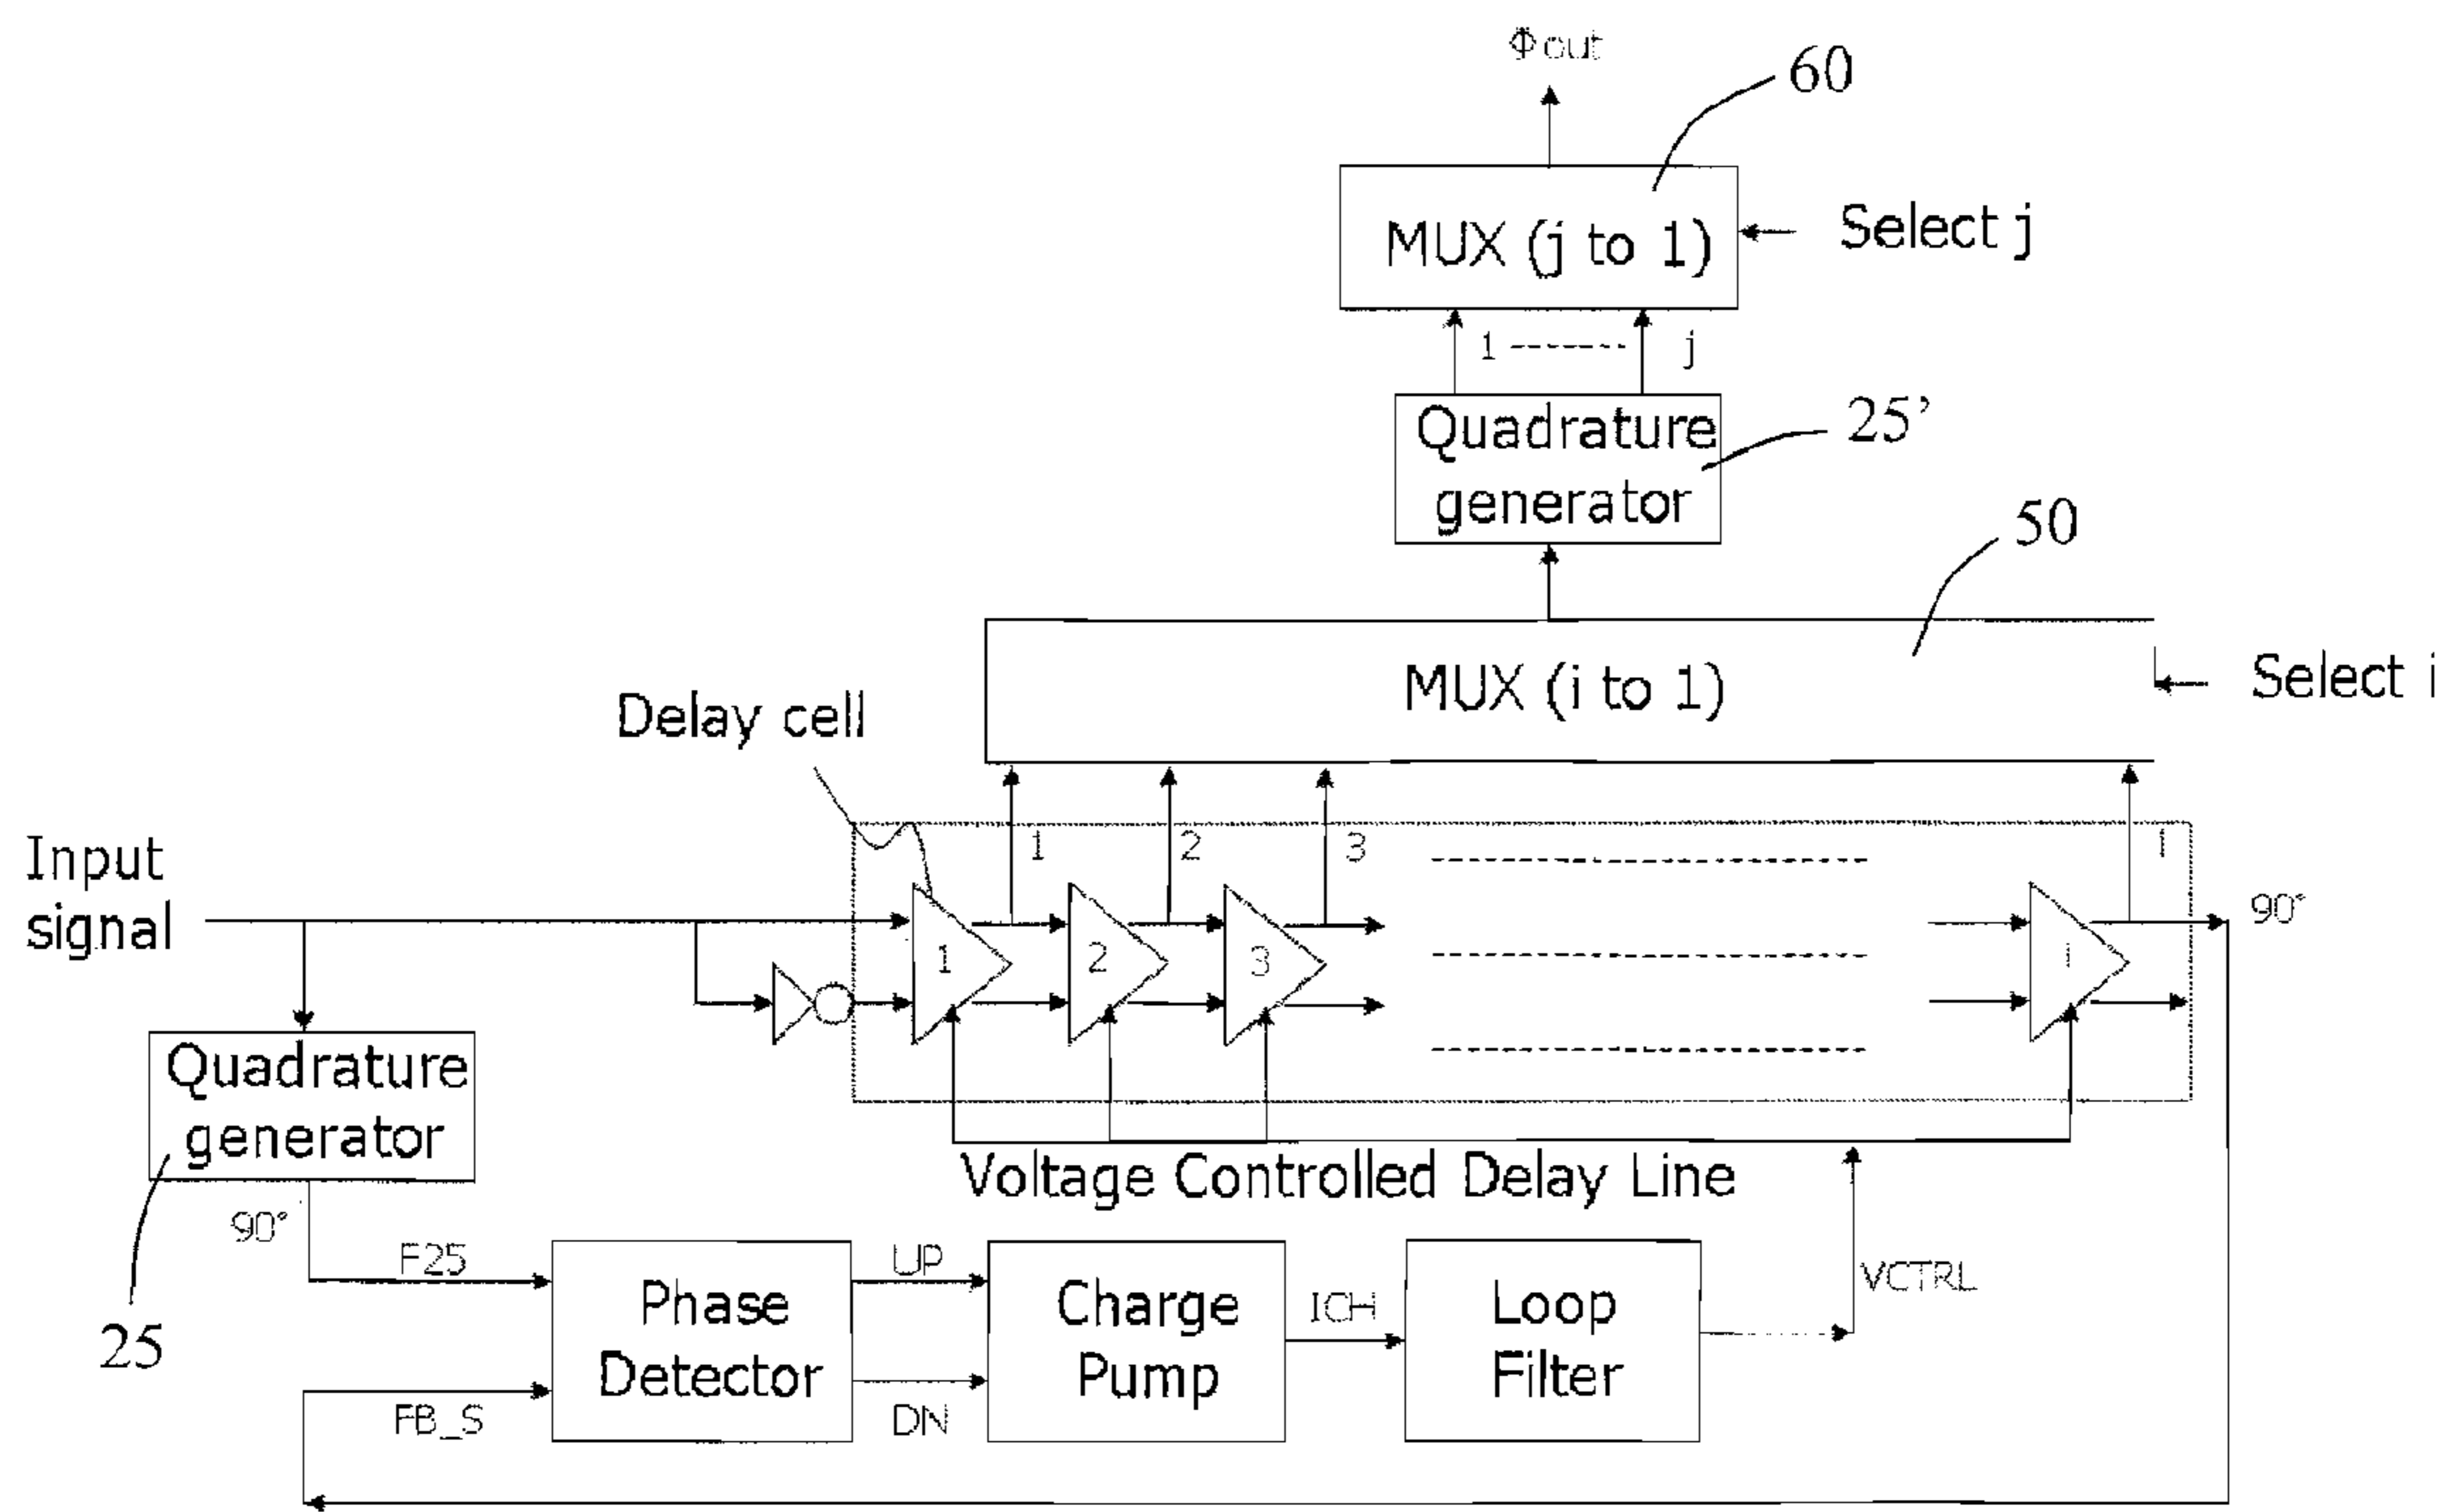 Φout
60
MUX (j to 1)
Select j
1
j
Quadrature
generator
25’
50
MUX (i to 1)
Select i
Delay cell
Input
signal
1
2
3
i
1
2
3
i
90°
Quadrature
generator
25
90°
Voltage Controlled Delay Line
F25
FB_S
Phase
Detector
UP
DN
Charge
Pump
ICH
Loop
Filter
VCTRL